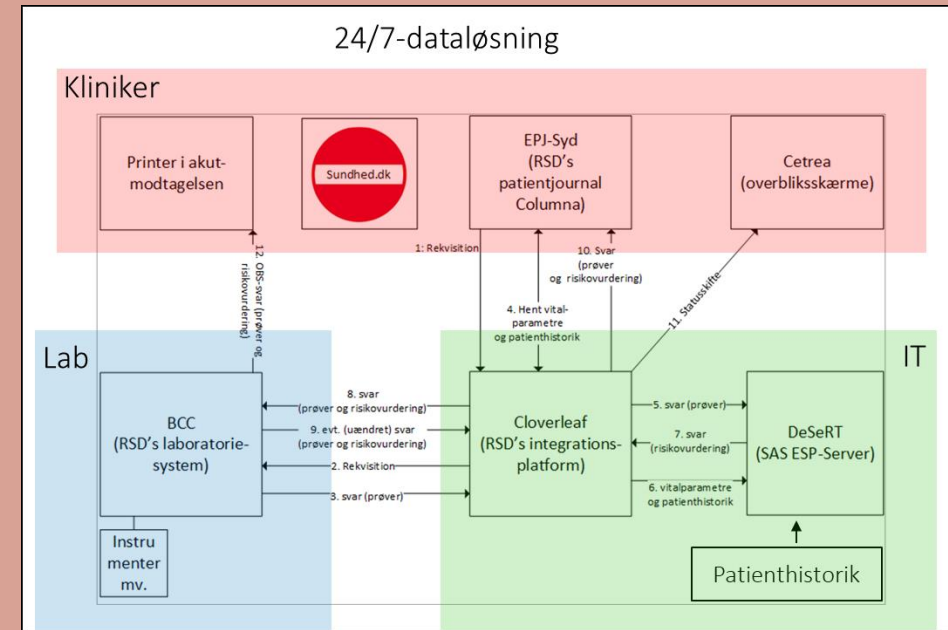 24/7-dataløsning
Kliniker
Printer i akut-
modtagelsen
Sundhed.dk
EPJ-Syd
(RSD's
patientjournal
Columna)
Cetrea
(overbliksskærme)
12. OBS-svar (prøver og
risikovurdering)
1: Rekvisition
4. Hent vital-
parametre
og patienthistorik
10. Svar
(prøver
og risikovurdering)
11. Statusskifte
Lab
IT
BCC
(RSD's laboratorie-
system)
8. svar
(prøver og risikovurdering)
9. evt. (uændret) svar
(prøver og risikovurdering)
2. Rekvisition
3. svar (prøver)
Cloverleaf
(RSD's integrations-
platform)
5. svar (prøver)
7. svar
(risikovurdering)
6. vitalparametre
og patienthistorik
DeSeRT
(SAS ESP-Server)
Instru
menter
mv.
Patienthistorik